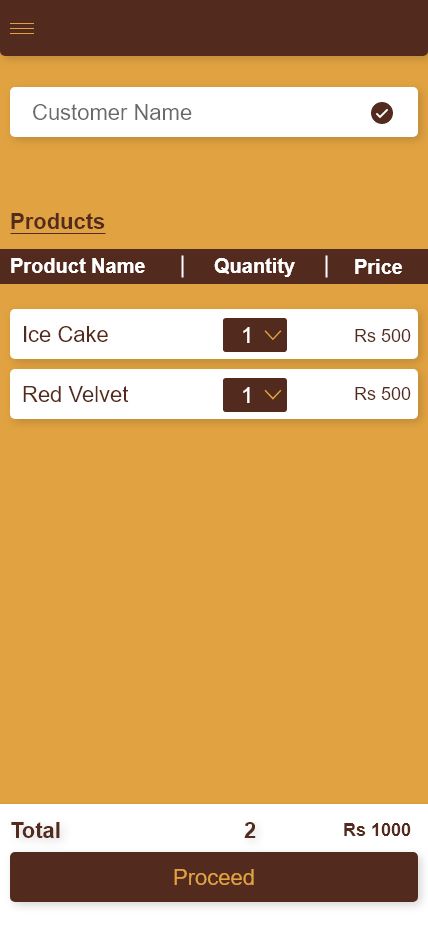 Customer Name
Products
Product Name | Quantity | Price
Ice Cake 1 Rs 500
Red Velvet 1 Rs 500
Total 2 Rs 1000
Proceed